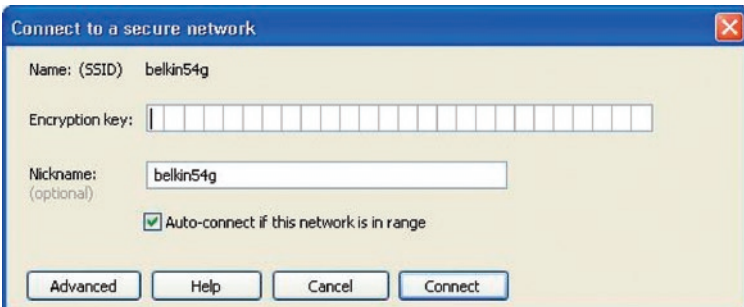 Connect to a secure network
Name: (SSID) belkin54g
Encryption key:
Nickname: belkin54g
(optional)
Auto-connect if this network is in range
Advanced Help Cancel Connect